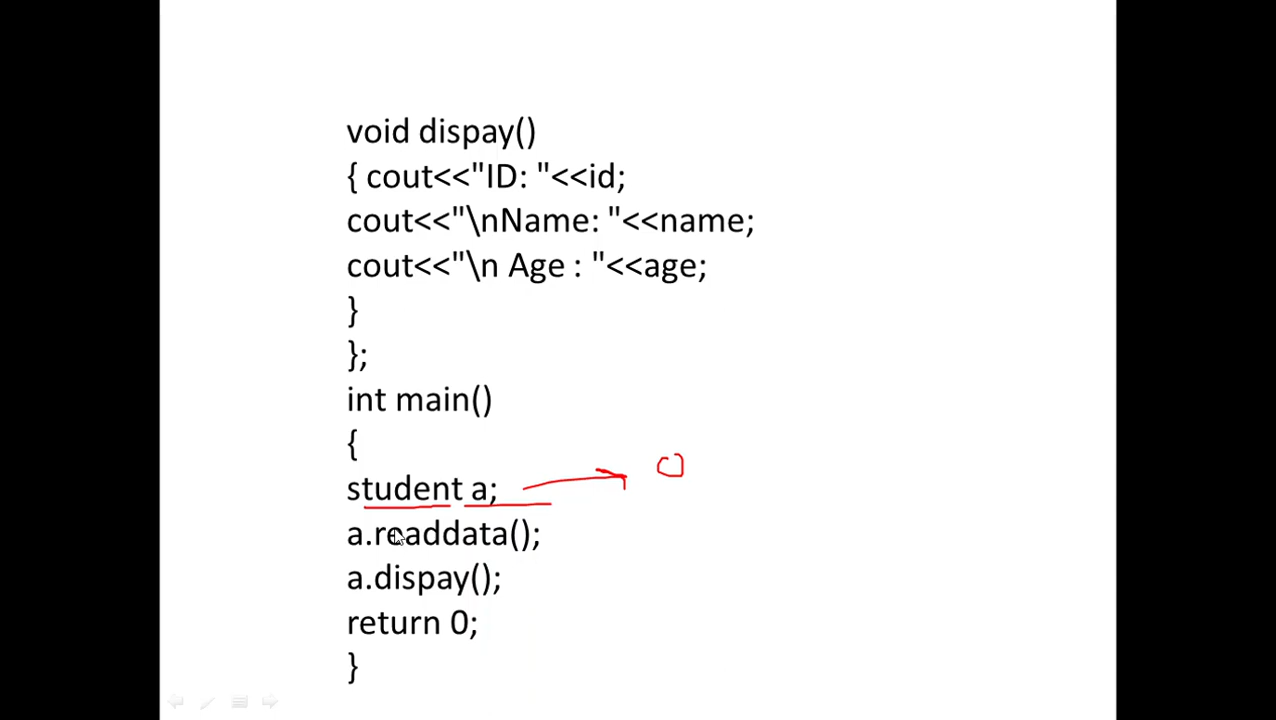 void dispay()
{ cout<<"ID: "<<id;
cout<<"\nName: "<<name;
cout<<"\n Age : "<<age;
}
};
int main()
{
student a;
a.readdata();
a.dispay();
return 0;
}